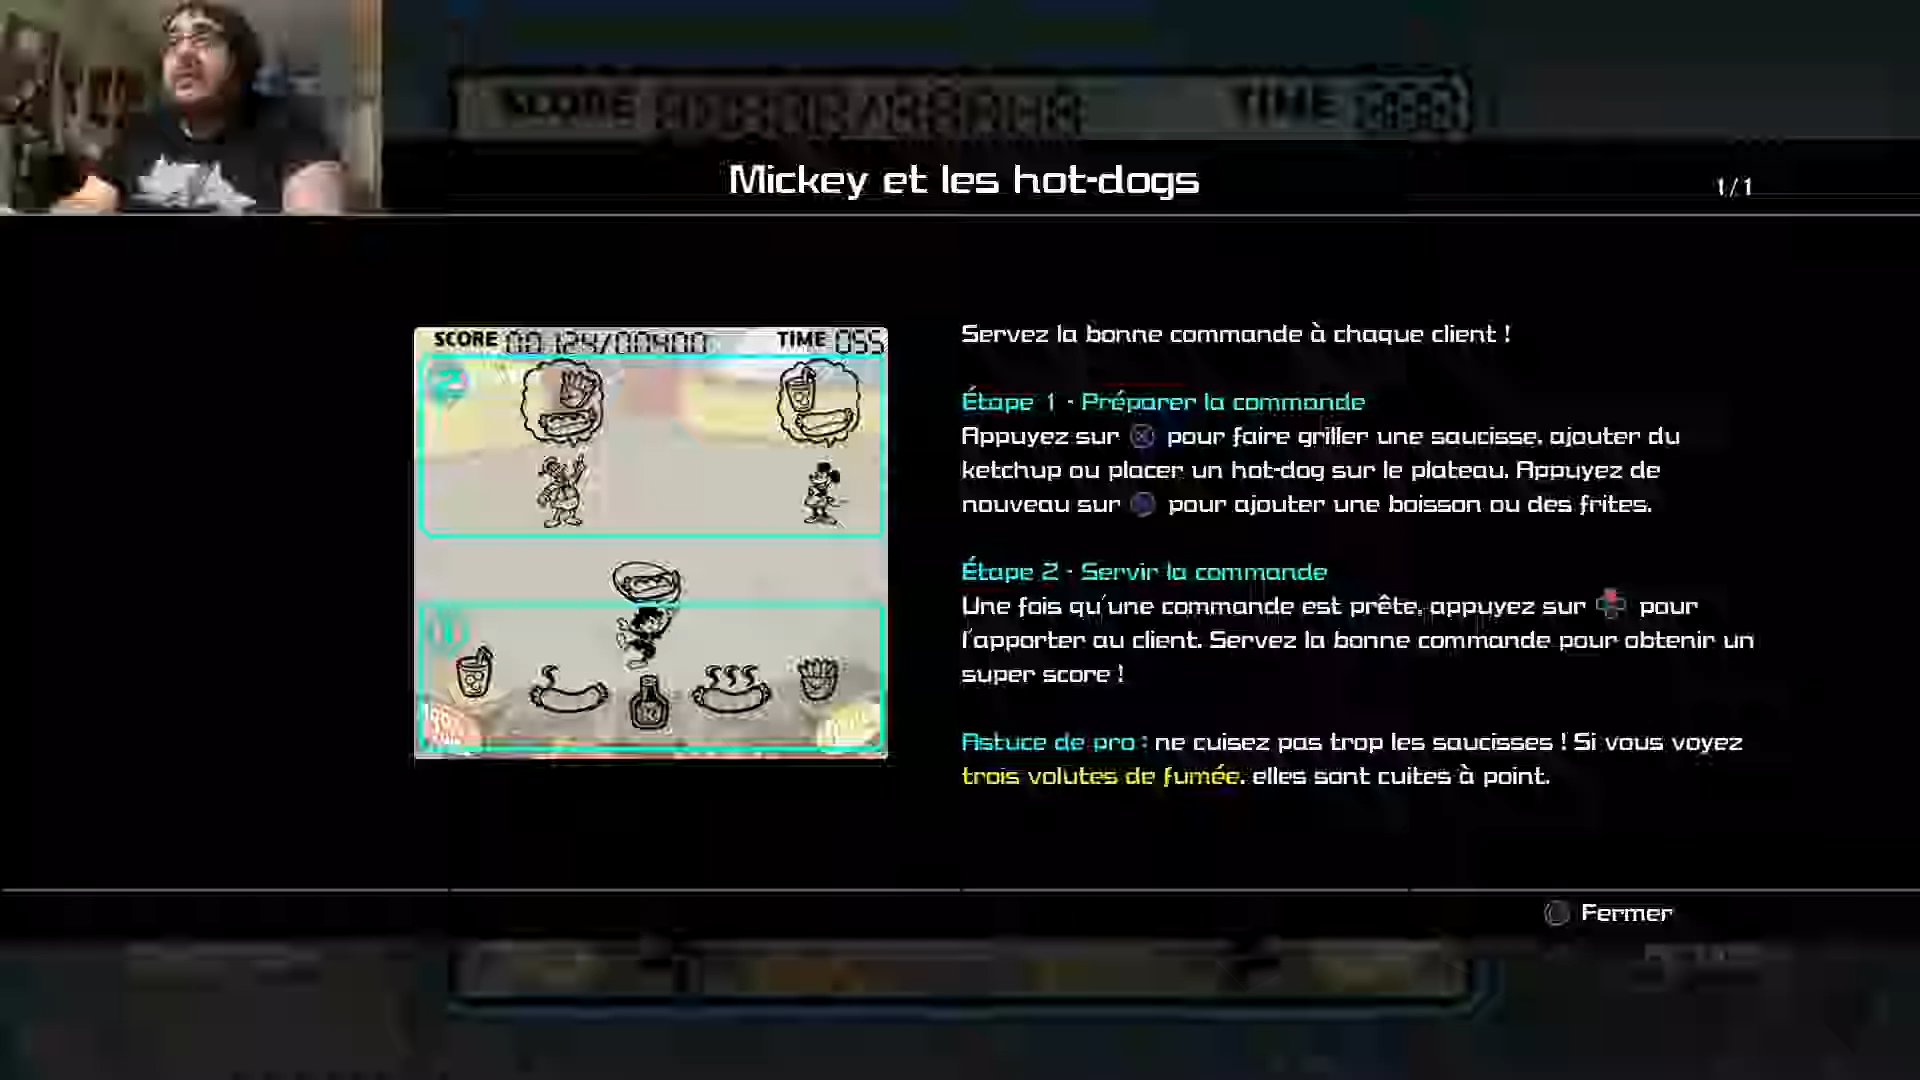 SCORE TIME
Mickey et les hot-dogs
1/1
SCORE TIME 055
Servez la bonne commande à chaque client !
Étape 1 - Préparer la commande
Appuyez sur pour faire griller une saucisse, ajouter du
ketchup ou placer un hot-dog sur le plateau. Appuyez de
nouveau sur pour ajouter une boisson ou des frites.
Étape 2 - Servir la commande
Une fois qu'une commande est prête, appuyez sur pour
l'apporter au client. Servez la bonne commande pour obtenir un
super score !
Astuce de pro : ne cuisez pas trop les saucisses ! Si vous voyez
trois volutes de fumée, elles sont cuites à point.
Fermer